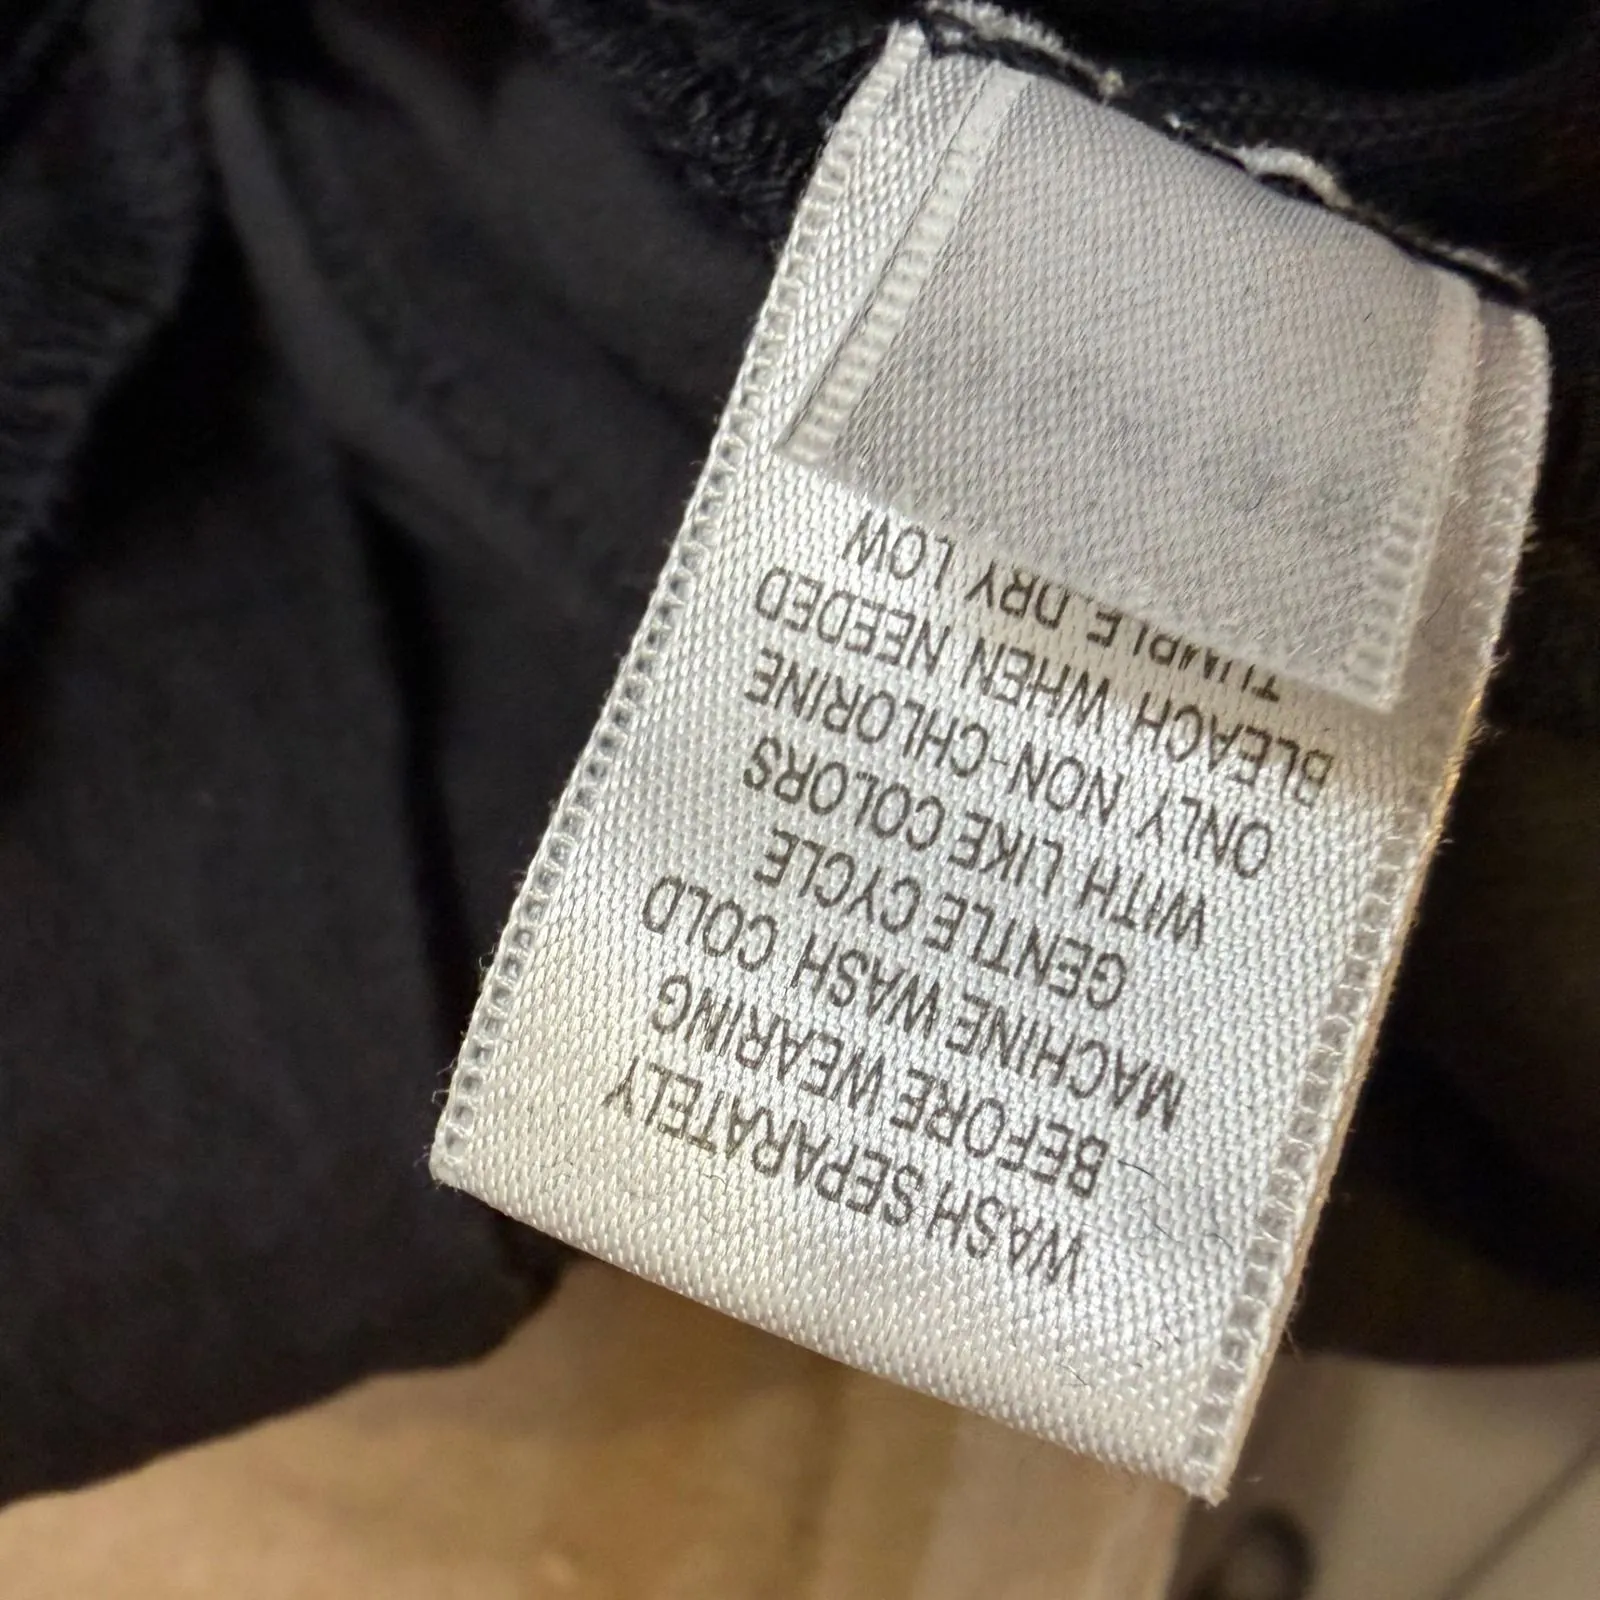 WASH SEPARATELY
BEFORE WEARING
MACHINE WASH COLD
GENTLE CYCLE
WITH LIKE COLORS
ONLY NON-CHLORINE
BLEACH WHEN NEEDED
TUMBLE DRY LOW